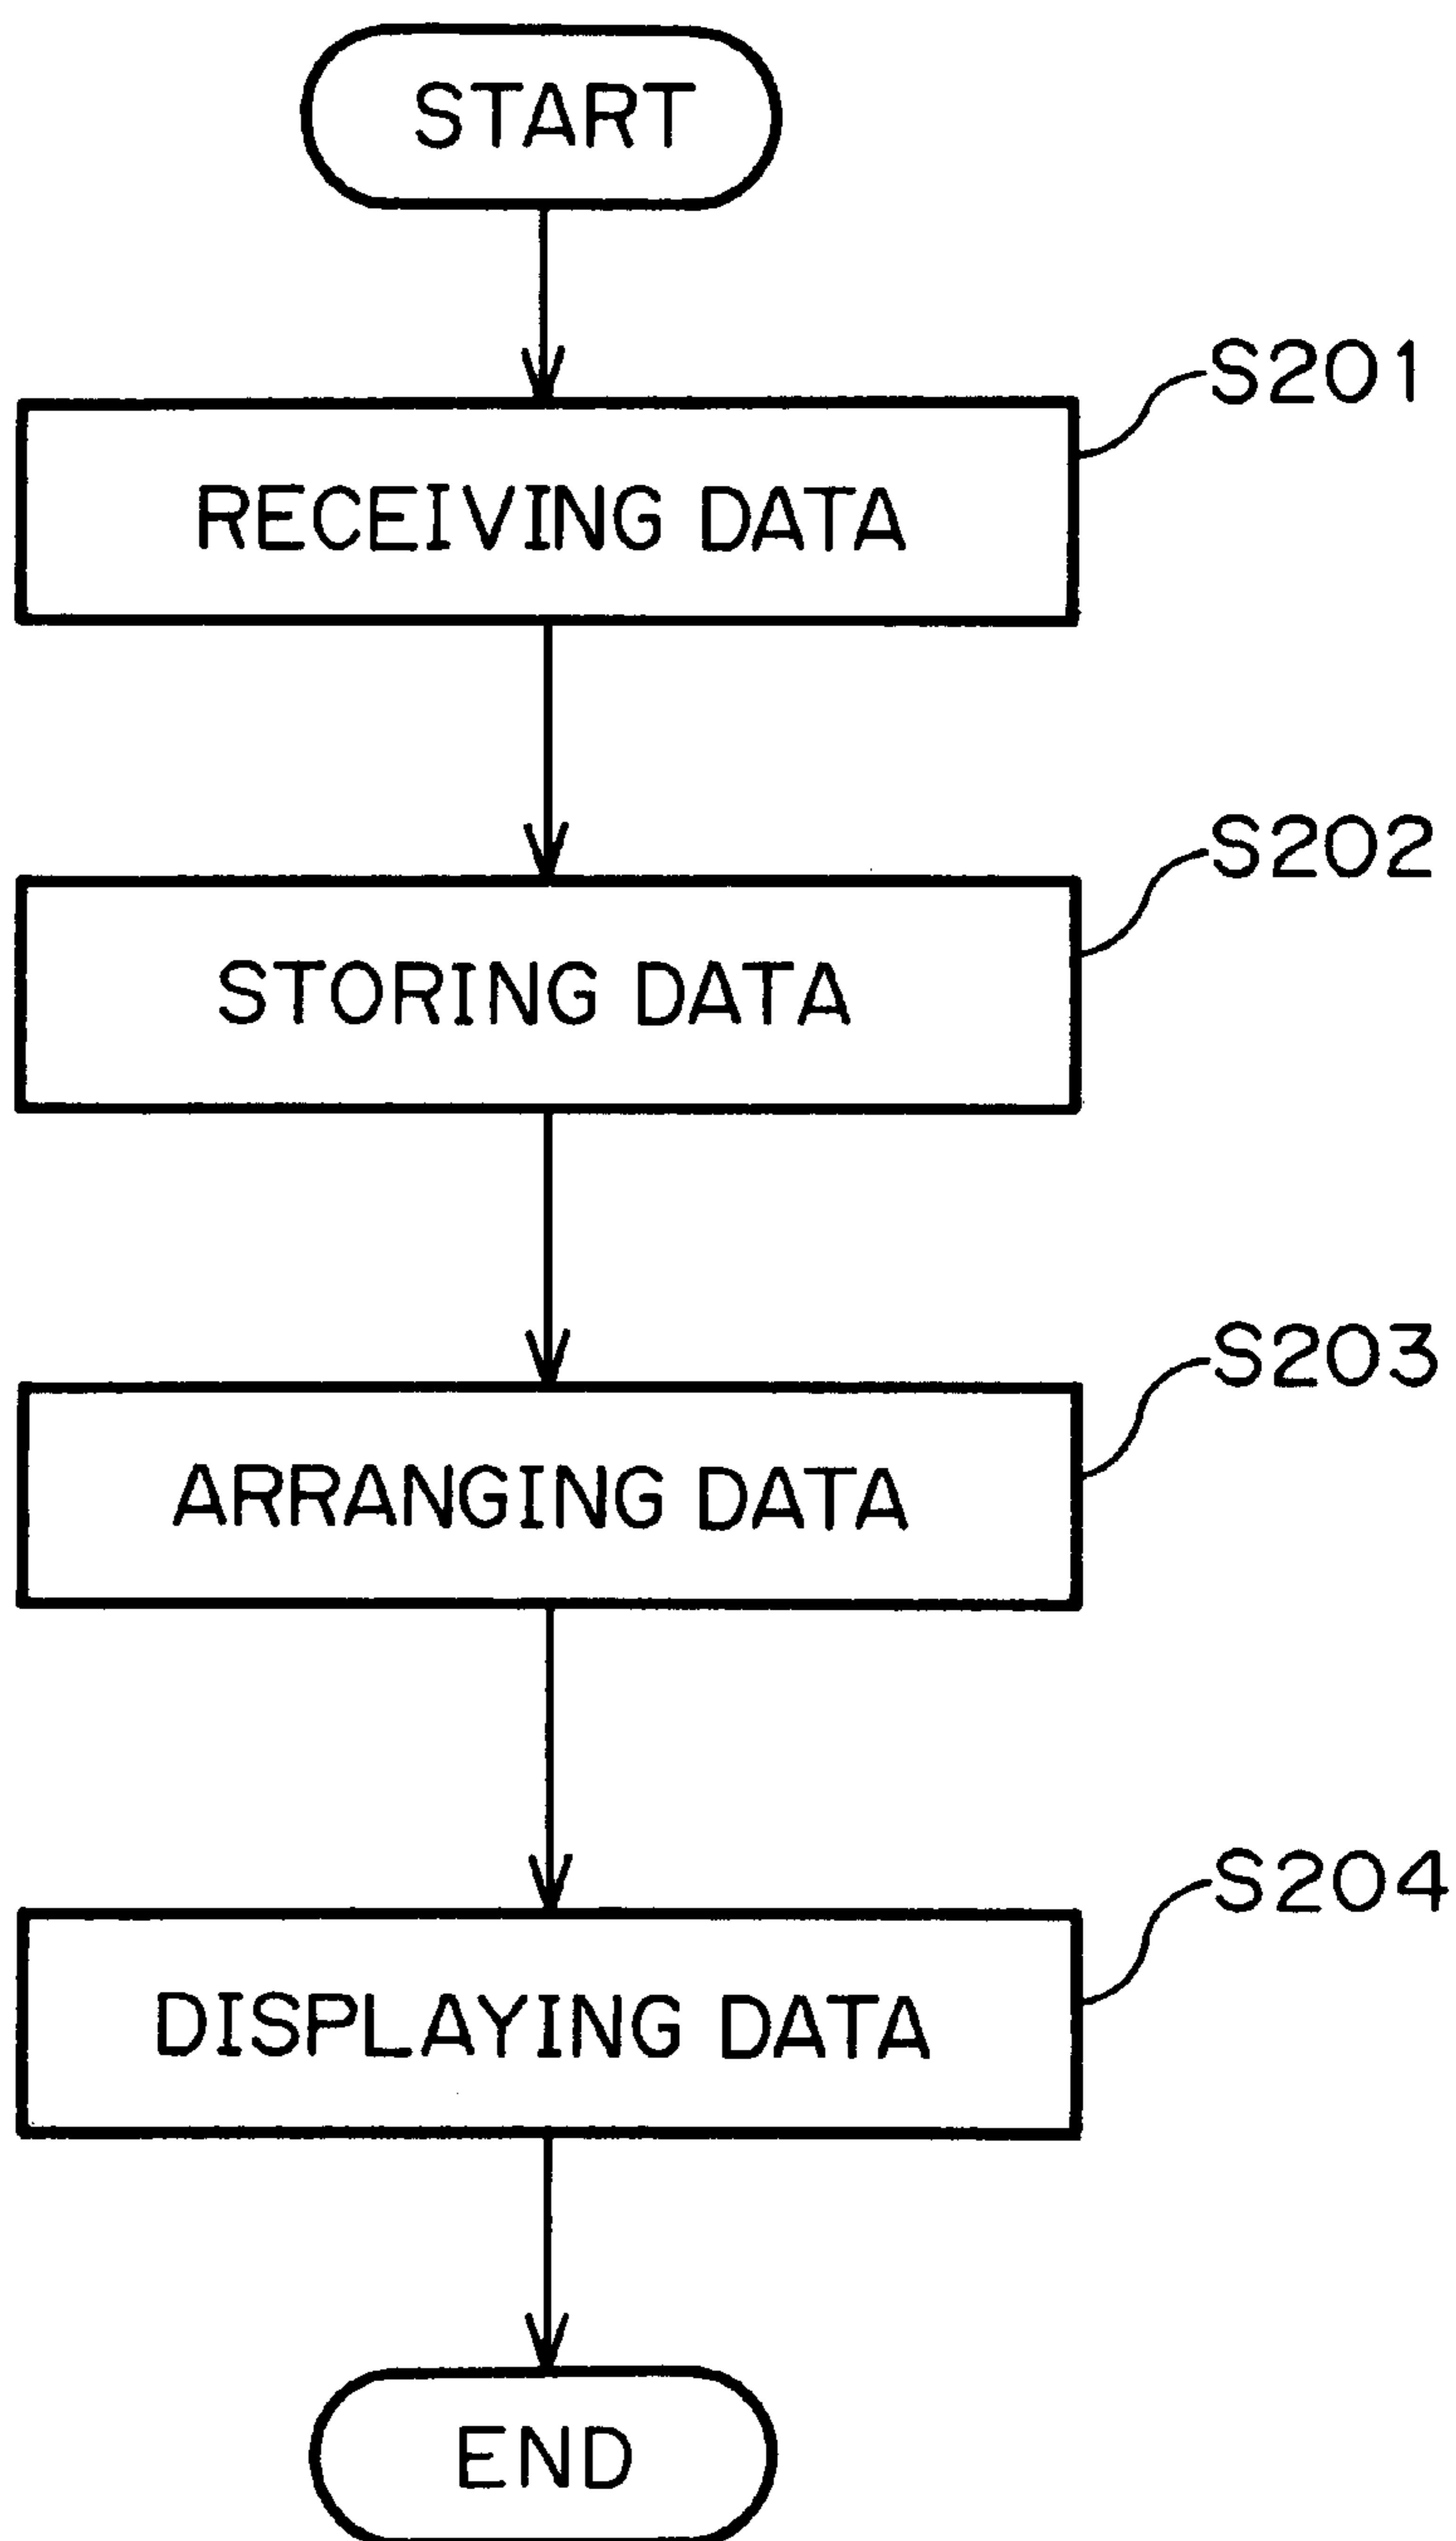 START
S201
RECEIVING DATA
S202
STORING DATA
S203
ARRANGING DATA
S204
DISPLAYING DATA
END